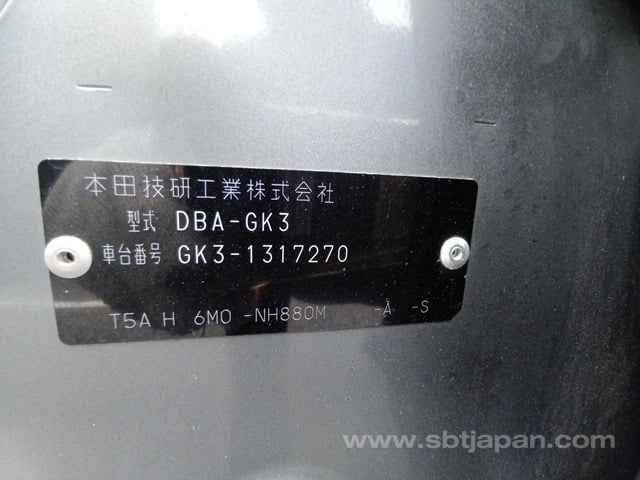 本田技研工業株式会社
型式 DBA-GK3
車台番号 GK3-1317270
T5A H 6M0 -NH880M -A -S
www.sbtjapan.com